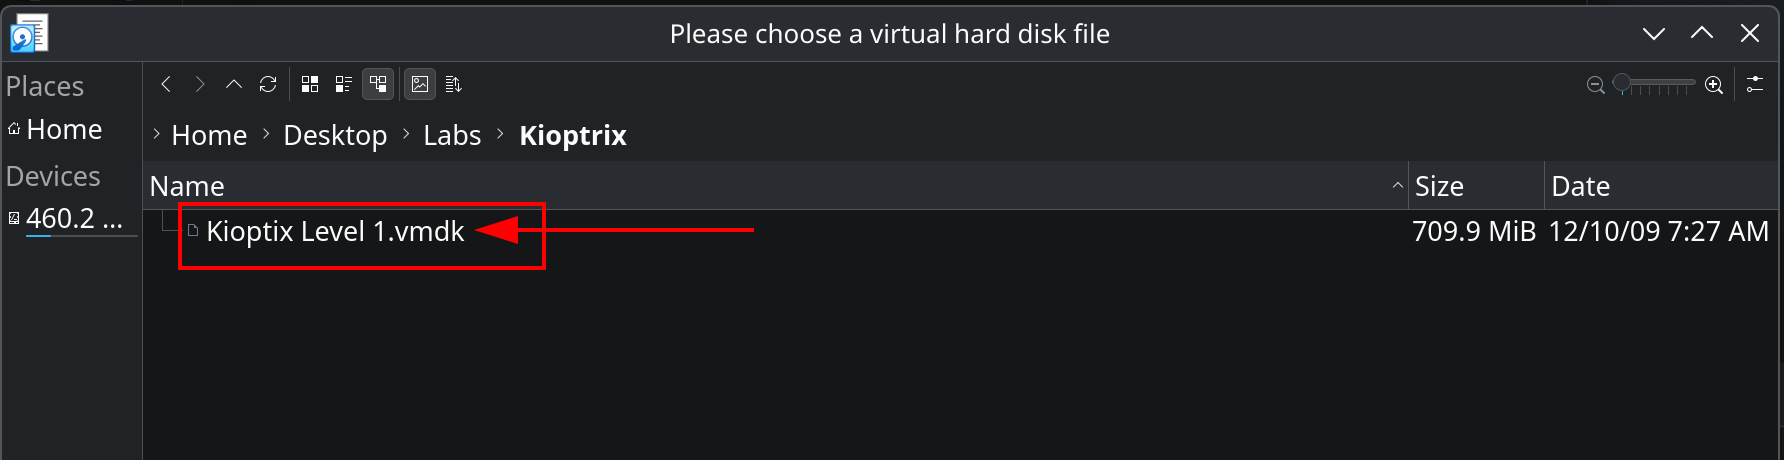 Please choose a virtual hard disk file
Places
Home
Devices
460.2 ...
Home > Desktop > Labs > Kioptrix
Name Size Date
Kioptix Level 1.vmdk 709.9 MiB 12/10/09 7:27 AM